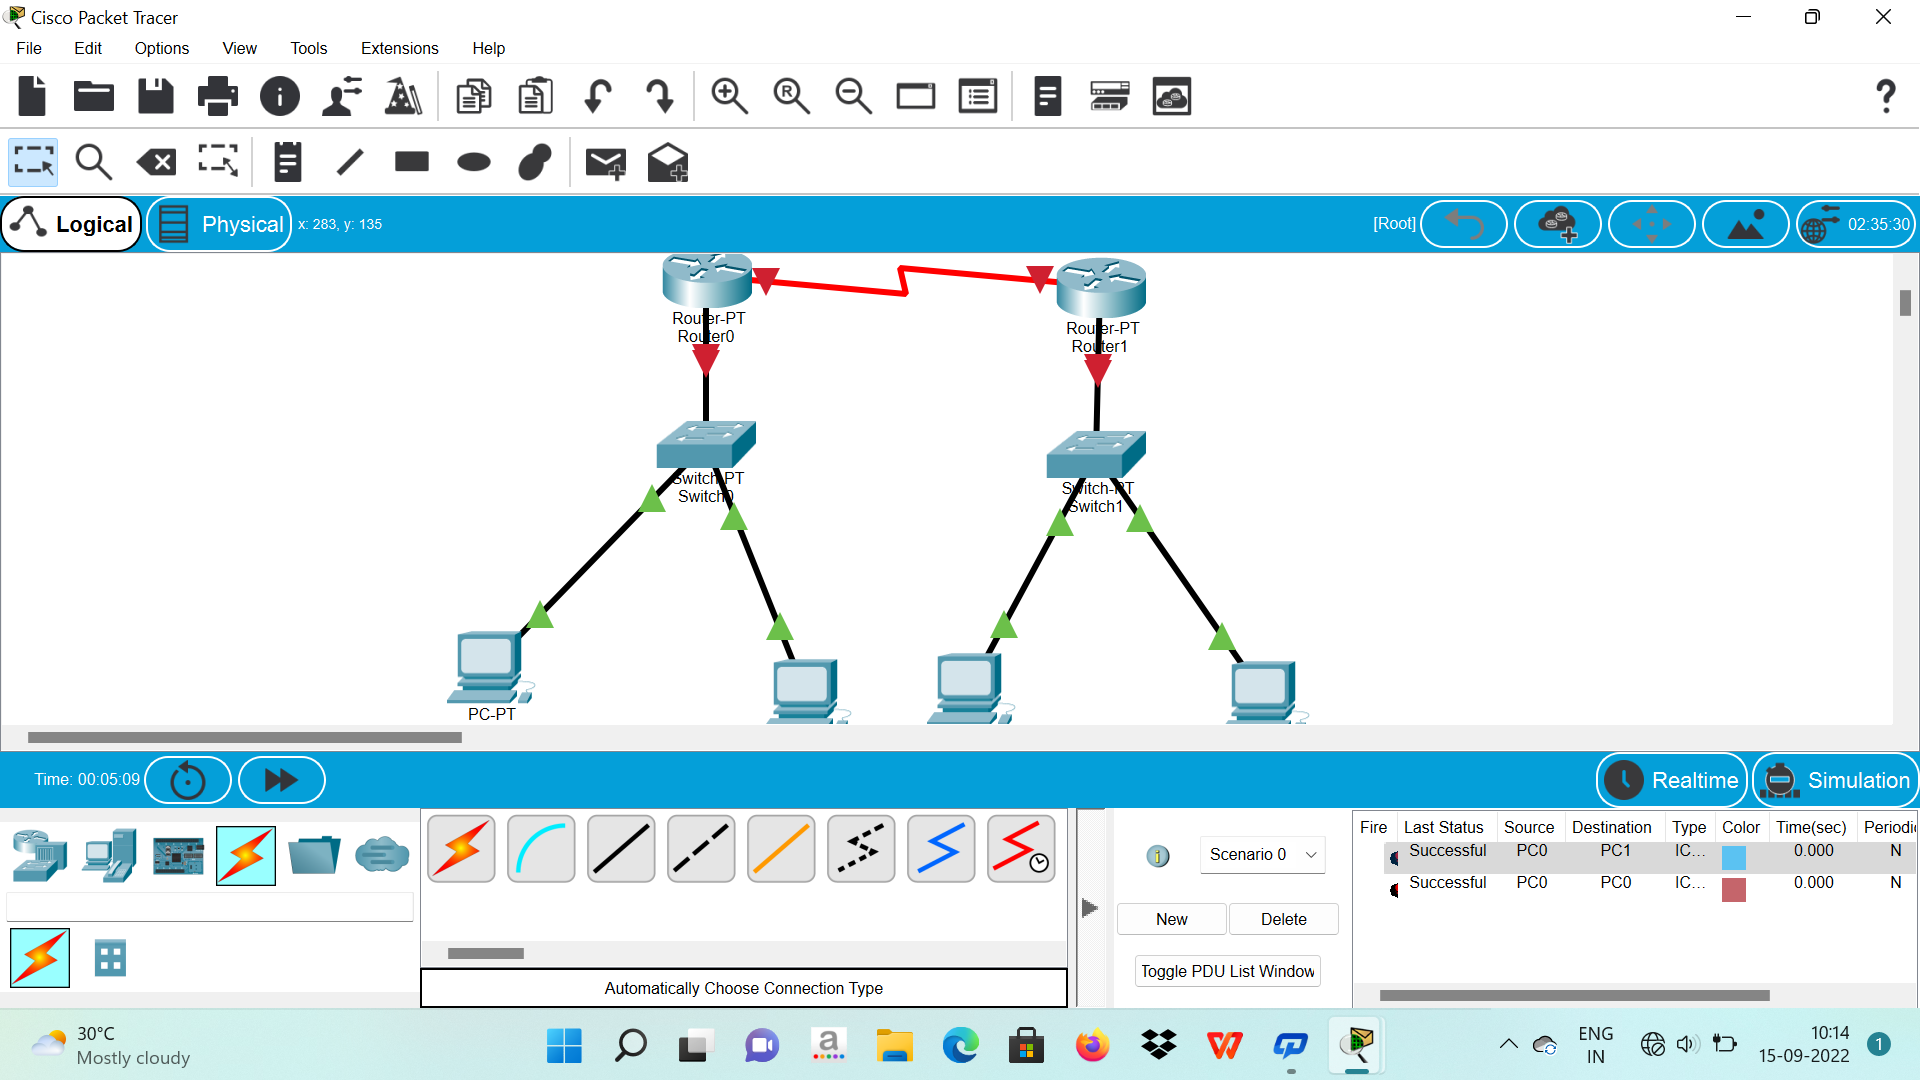 Cisco Packet Tracer
File Edit Options View Tools Extensions Help
Logical Physical x: 283, y: 135 [Root] 02:35:30
Router-PT
Router0
Router-PT
Router1
Switch-PT
Switch0
Switch-PT
Switch1
PC-PT
Time: 00:05:09 Realtime Simulation
Scenario 0
New Delete
Toggle PDU List Window
Fire Last Status Source Destination Type Color Time(sec) Periodi
Successful PC0 PC1 IC... 0.000 N
Successful PC0 PC0 IC... 0.000 N
Automatically Choose Connection Type
30°C
Mostly cloudy
ENG
IN
10:14
15-09-2022
1